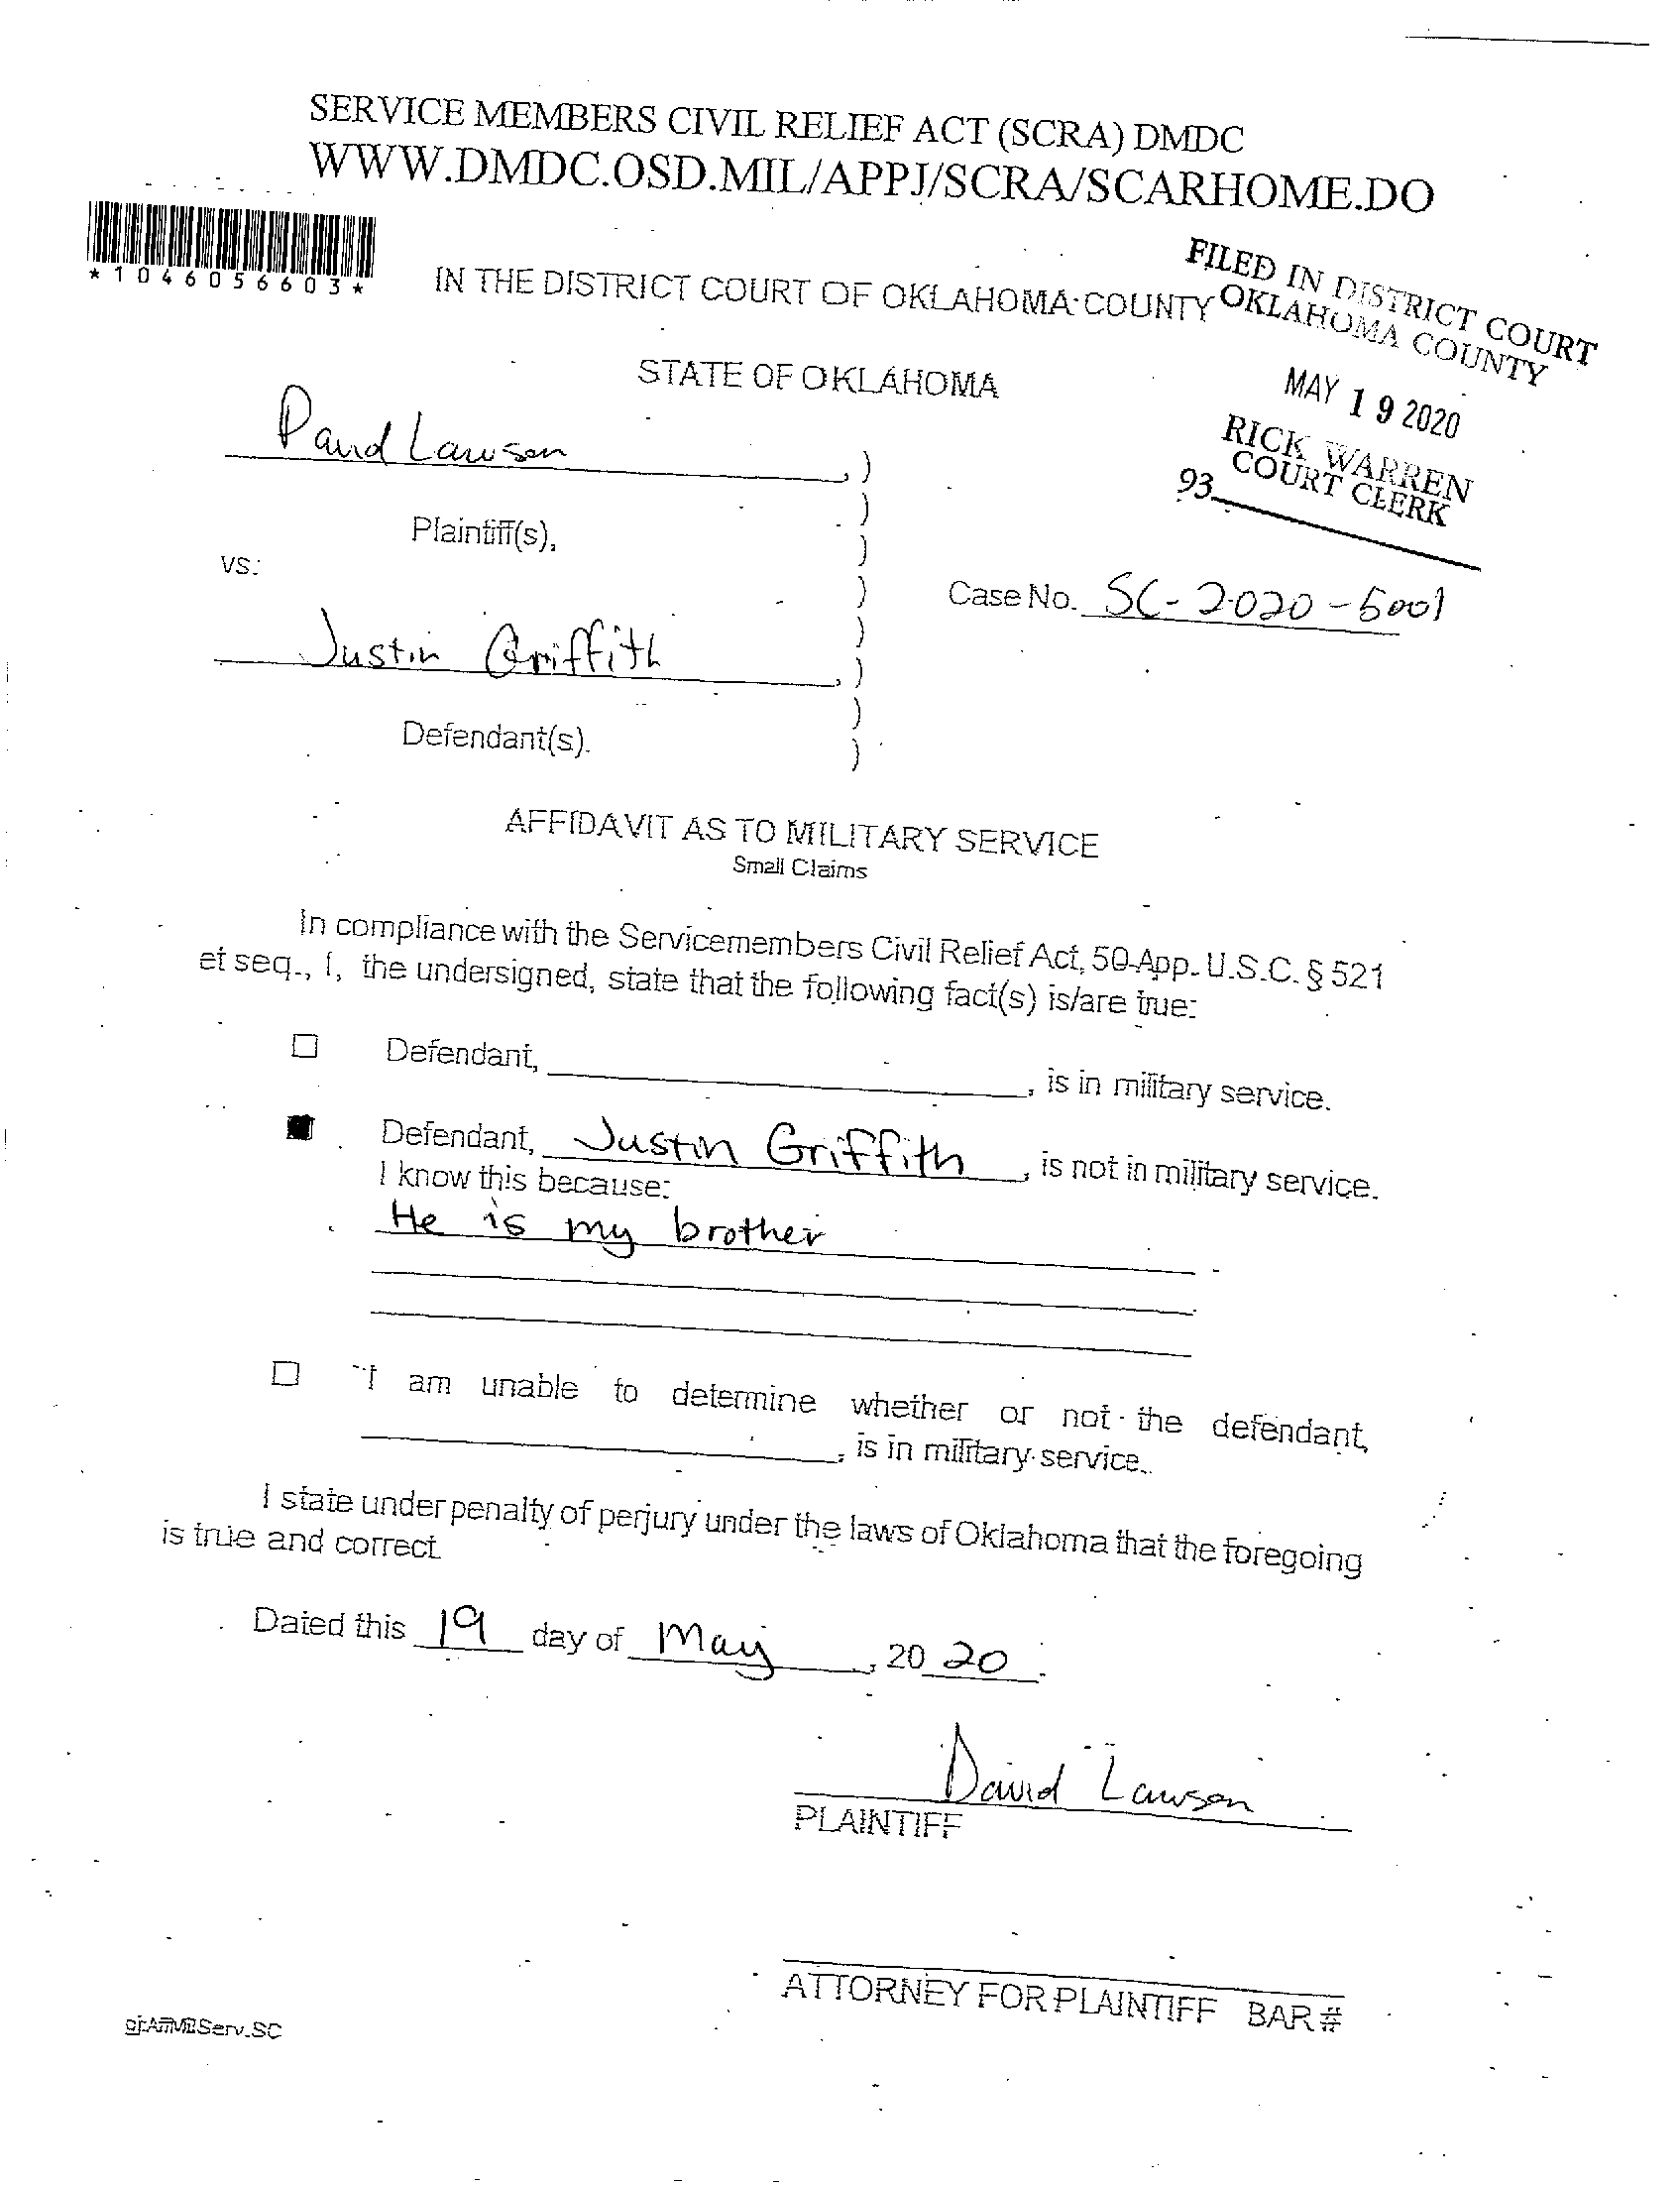 SERVICE MEMBERS CIVIL RELIEF ACT (SCRA) DMDC
WWW.DMDC.OSD.MIL/APPJ/SCRA/SCARHOME.DO
*1046056603*
IN THE DISTRICT COURT OF OKLAHOMA COUNTY
STATE OF OKLAHOMA
FILED IN DISTRICT COURT
OKLAHOMA COUNTY
MAY 19 2020
RICK WARREN
COURT CLERK
93
David Lawson, )
)
Plaintiff(s), )
vs. )
) Case No. SC-2020-5001
)
Justin Griffith, )
)
Defendant(s). )
AFFIDAVIT AS TO MILITARY SERVICE
Small Claims
In compliance with the Servicemembers Civil Relief Act, 50 App. U.S.C. § 521
et seq., I, the undersigned, state that the following fact(s) is/are true:
☐ Defendant, , is in military service.
■ Defendant, Justin Griffith, is not in military service.
I know this because:
He is my brother
☐ I am unable to determine whether or not the defendant,
, is in military service.
I state under penalty of perjury under the laws of Oklahoma that the foregoing
is true and correct.
Dated this 19 day of May, 2020.
David Lawson
PLAINTIFF
ATTORNEY FOR PLAINTIFF BAR #